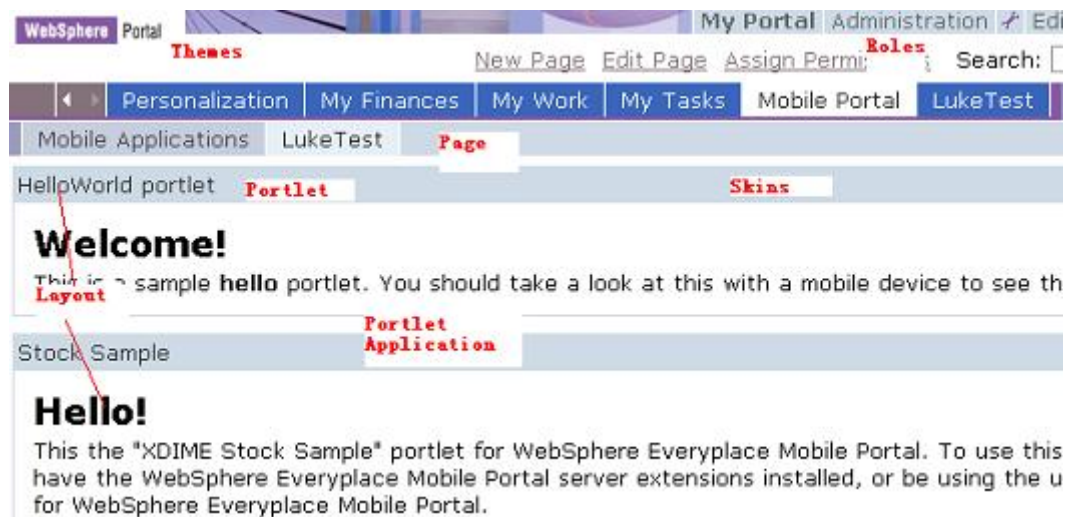 WebSphere Portal
My Portal Administration Edi
Themes
New Page Edit Page Assign Permi
Roles
Search:
Personalization My Finances My Work My Tasks Mobile Portal LukeTest
Mobile Applications LukeTest
Page
HelloWorld portlet
Portlet
Skins
Welcome!
This is a sample hello portlet. You should take a look at this with a mobile device to see th
Layout
Portlet
Application
Stock Sample
Hello!
This the "XDIME Stock Sample" portlet for WebSphere Everyplace Mobile Portal. To use this
have the WebSphere Everyplace Mobile Portal server extensions installed, or be using the u
for WebSphere Everyplace Mobile Portal.